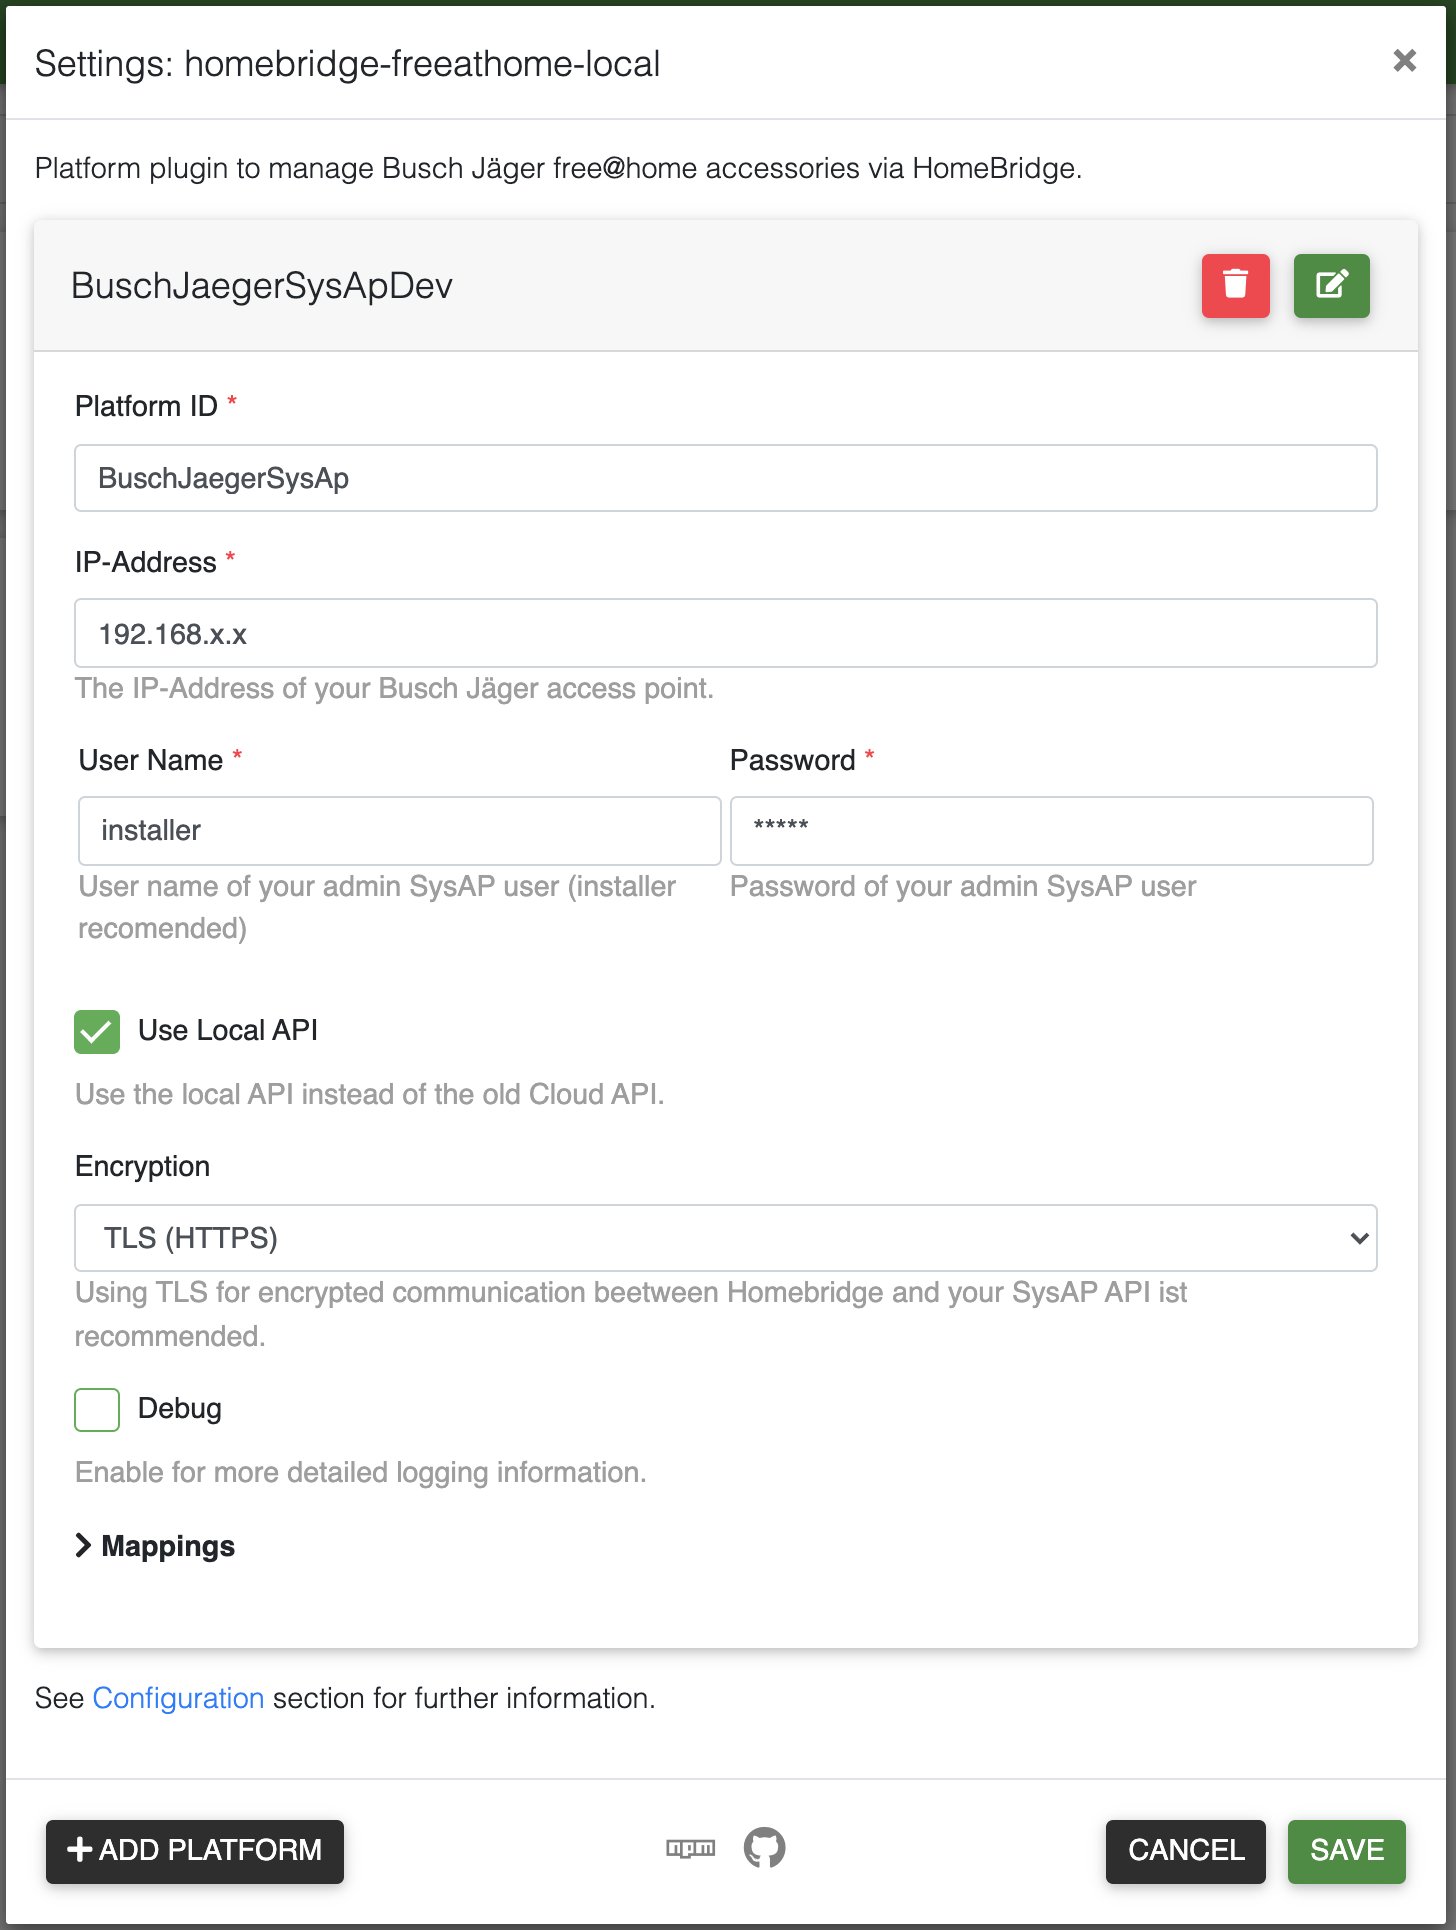 Settings: homebridge-freeathome-local
Platform plugin to manage Busch Jäger free@home accessories via HomeBridge.
BuschJaegerSysApDev
Platform ID *
BuschJaegerSysAp
IP-Address *
192.168.x.x
The IP-Address of your Busch Jäger access point.
User Name *
Password *
installer
*****
User name of your admin SysAP user (installer
recomended)
Password of your admin SysAP user
Use Local API
Use the local API instead of the old Cloud API.
Encryption
TLS (HTTPS)
Using TLS for encrypted communication beetween Homebridge and your SysAP API ist
recommended.
Debug
Enable for more detailed logging information.
Mappings
See Configuration section for further information.
ADD PLATFORM
npm
CANCEL
SAVE